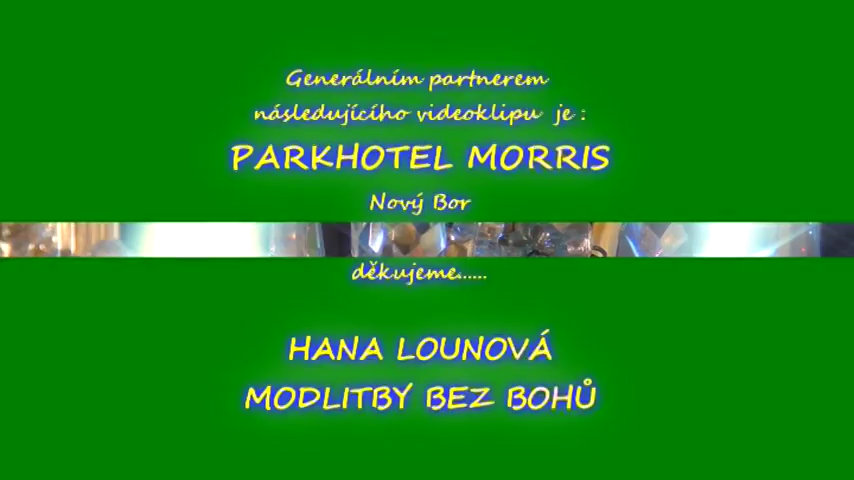 Generálním partnerem
následujícího videoklipu je :
PARKHOTEL MORRIS
Nový Bor
děkujeme......
HANA LOUNOVÁ
MODLITBY BEZ BOHŮ